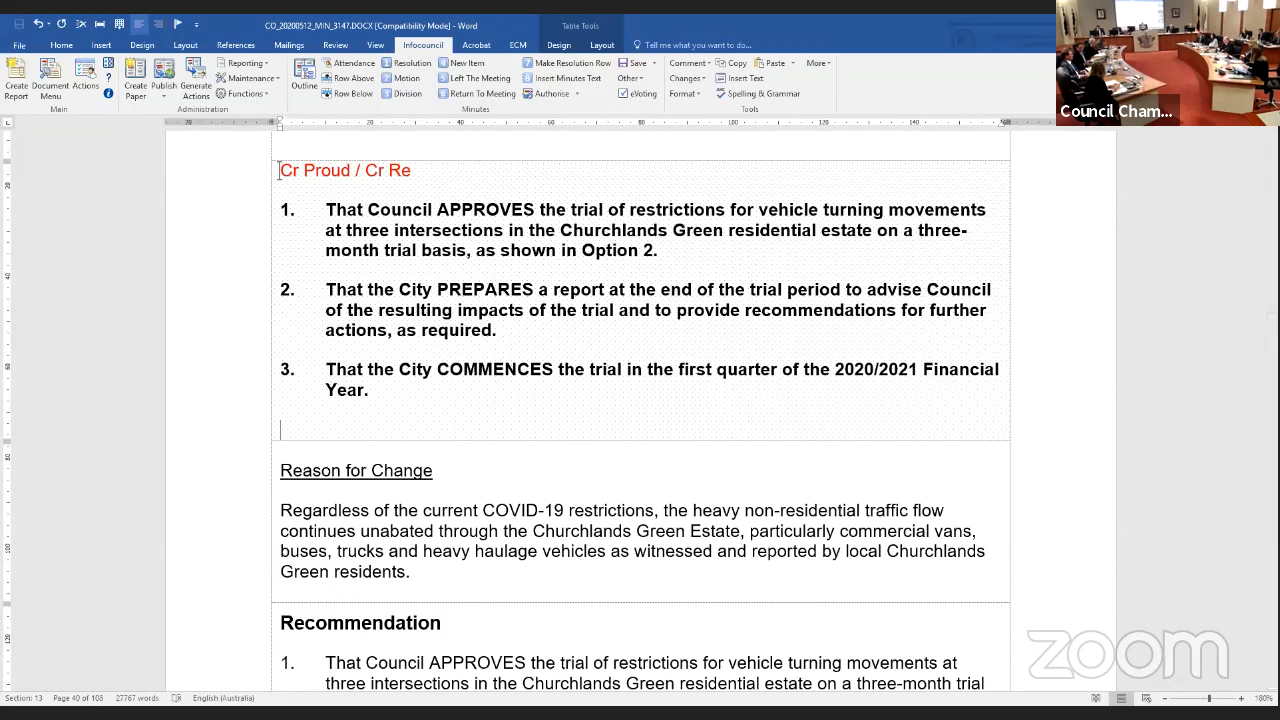 CO_20200512_MIN_3147.DOCX [Compatibility Mode] - Word
Table Tools
File Home Insert Design Layout References Mailings Review View Infocouncil Acrobat ECM Design Layout Tell me what you want to do...
Create Report
Document Menu
Actions
Main
Create Paper
Publish
Generate Actions
Reporting
Maintenance
Functions
Administration
Outline
Attendance
Row Above
Row Below
Resolution
Motion
Division
New Item
Left The Meeting
Return To Meeting
Minutes
Make Resolution Row
Insert Minutes Text
Authorise
Save
Other
eVoting
Comment
Changes
Format
Copy
Paste
Insert Text
Spelling & Grammar
Tools
More
Council Cham...
Cr Proud / Cr Re
1. That Council APPROVES the trial of restrictions for vehicle turning movements
at three intersections in the Churchlands Green residential estate on a three-
month trial basis, as shown in Option 2.
2. That the City PREPARES a report at the end of the trial period to advise Council
of the resulting impacts of the trial and to provide recommendations for further
actions, as required.
3. That the City COMMENCES the trial in the first quarter of the 2020/2021 Financial
Year.
Reason for Change
Regardless of the current COVID-19 restrictions, the heavy non-residential traffic flow
continues unabated through the Churchlands Green Estate, particularly commercial vans,
buses, trucks and heavy haulage vehicles as witnessed and reported by local Churchlands
Green residents.
Recommendation
1. That Council APPROVES the trial of restrictions for vehicle turning movements at
three intersections in the Churchlands Green residential estate on a three-month trial
zoom
Section: 13 Page 40 of 108 27767 words English (Australia) 180%